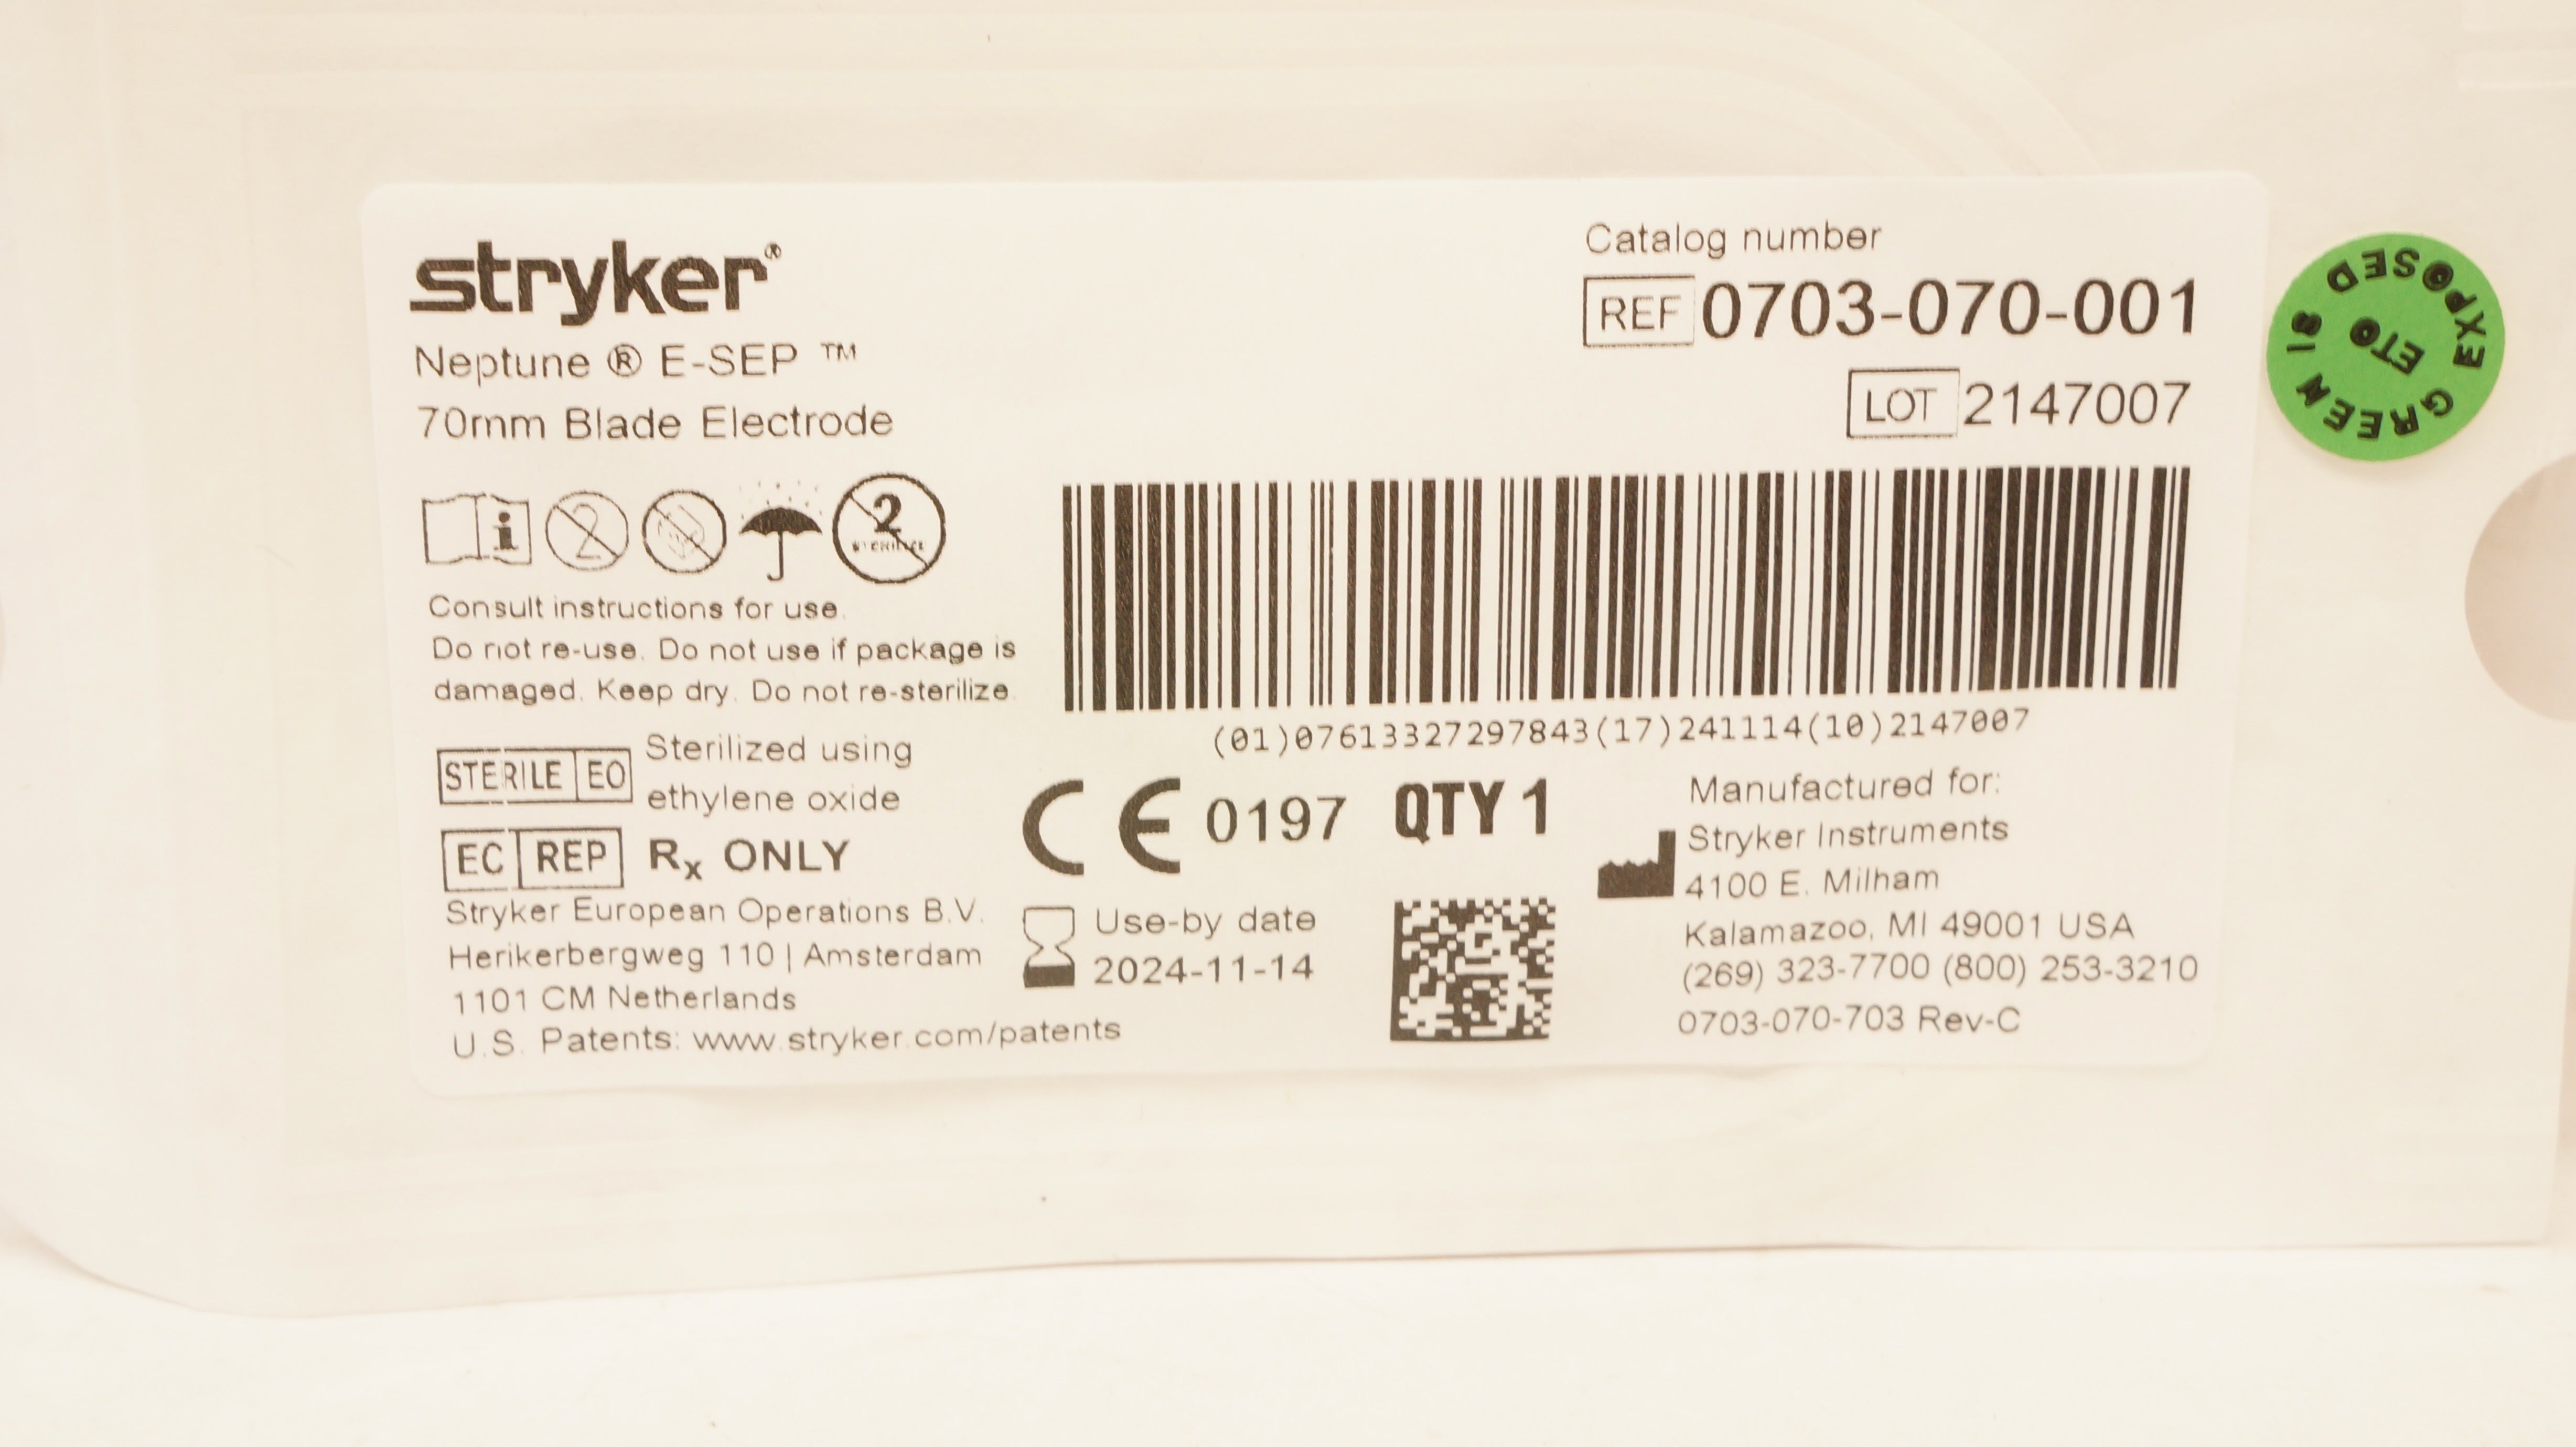 stryker®
Neptune ® E-SEP ™
70mm Blade Electrode
Catalog number
REF 0703-070-001
LOT 2147007
GREEN IS EXPOSED
ETO
i 2 2 STERILIZE
Consult instructions for use.
Do not re-use. Do not use if package is
damaged. Keep dry. Do not re-sterilize.
(01)07613327297843(17)241114(10)2147007
STERILE EO Sterilized using
ethylene oxide
EC REP Rx ONLY
Stryker European Operations B.V.
Herikerbergweg 110 | Amsterdam
1101 CM Netherlands
U.S. Patents: www.stryker.com/patents
CE 0197 QTY 1
Use-by date
2024-11-14
Manufactured for:
Stryker Instruments
4100 E. Milham
Kalamazoo, MI 49001 USA
(269) 323-7700 (800) 253-3210
0703-070-703 Rev-C